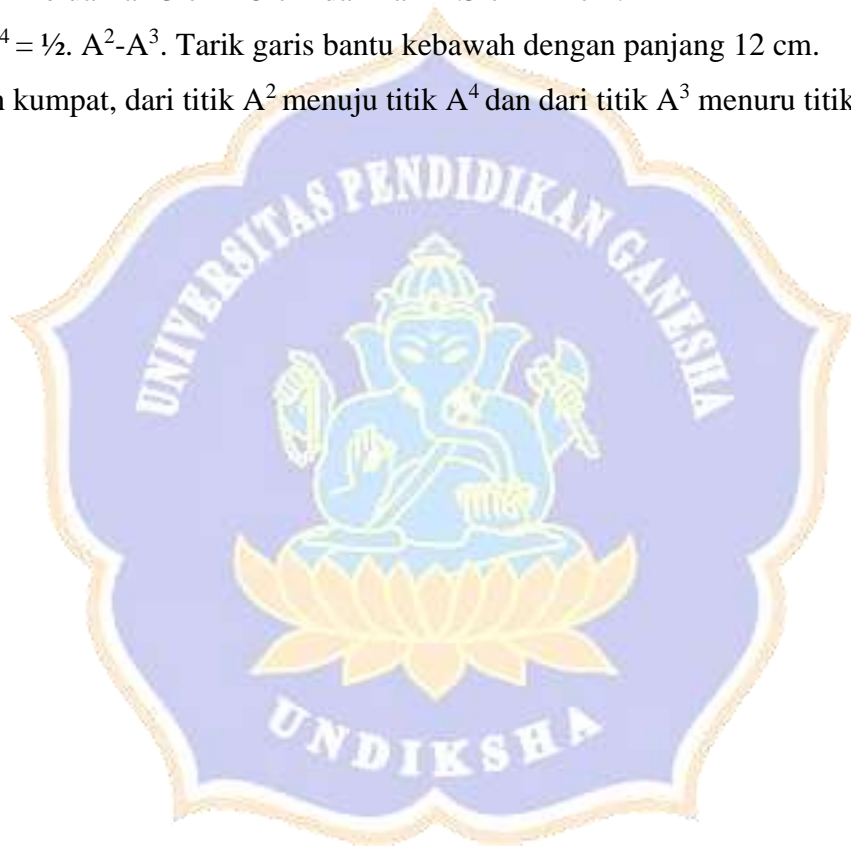 ⁴ = ½. A²-A³. Tarik garis bantu kebawah dengan panjang 12 cm.
kumpat, dari titik A² menuju titik A⁴ dan dari titik A³ menuru titik
UNIVERSITAS PENDIDIKAN GANESHA
UNDIKSHA